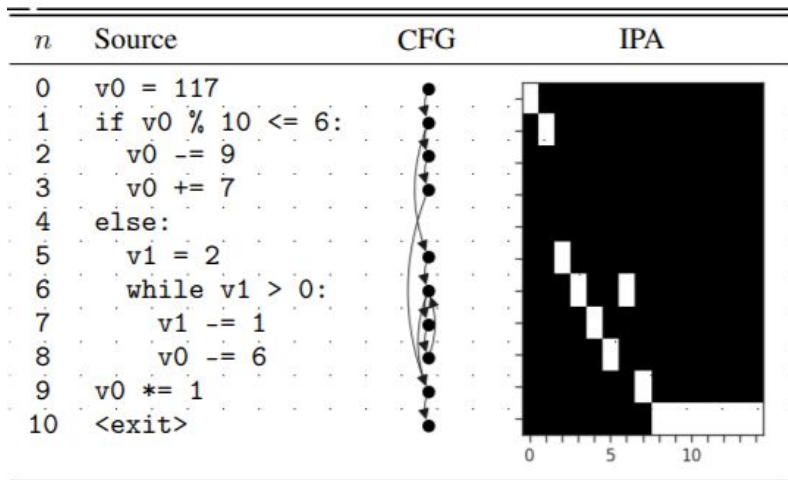 n Source CFG IPA
0 v0 = 117
1 if v0 % 10 <= 6:
2 v0 -= 9
3 v0 += 7
4 else:
5 v1 = 2
6 while v1 > 0:
7 v1 -= 1
8 v0 -= 6
9 v0 *= 1
10 <exit>
0 5 10